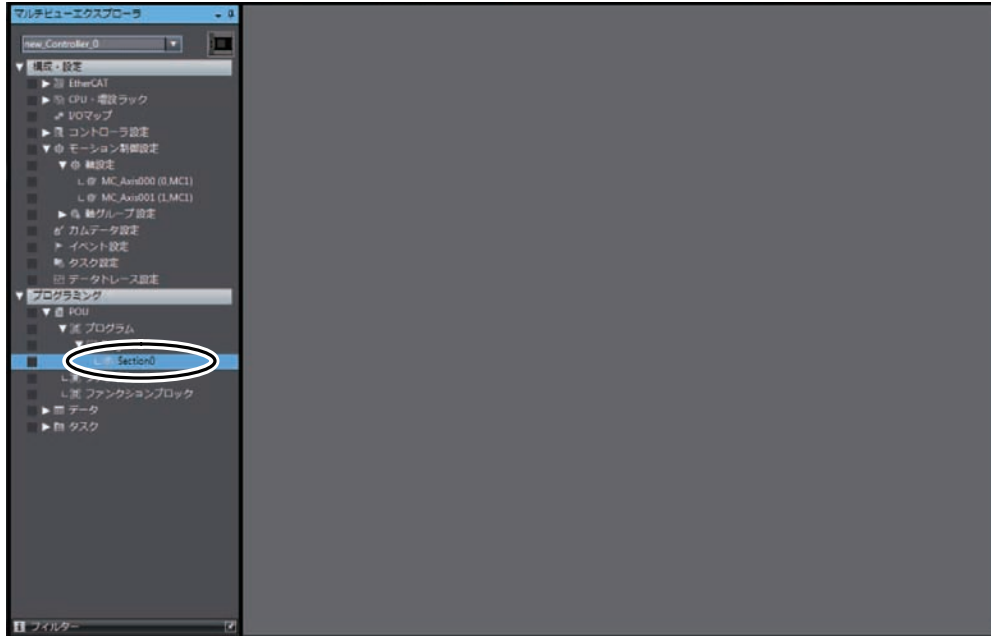 マルチビューエクスプローラ
new_Controller_0
構成・設定
EtherCAT
CPU・増設ラック
I/Oマップ
コントローラ設定
モーション制御設定
軸設定
MC_Axis000 (0,MC1)
MC_Axis001 (1,MC1)
軸グループ設定
カムデータ設定
イベント設定
タスク設定
データトレース設定
プログラミング
POU
プログラム
Section0
ファンクションブロック
データ
タスク
フィルター